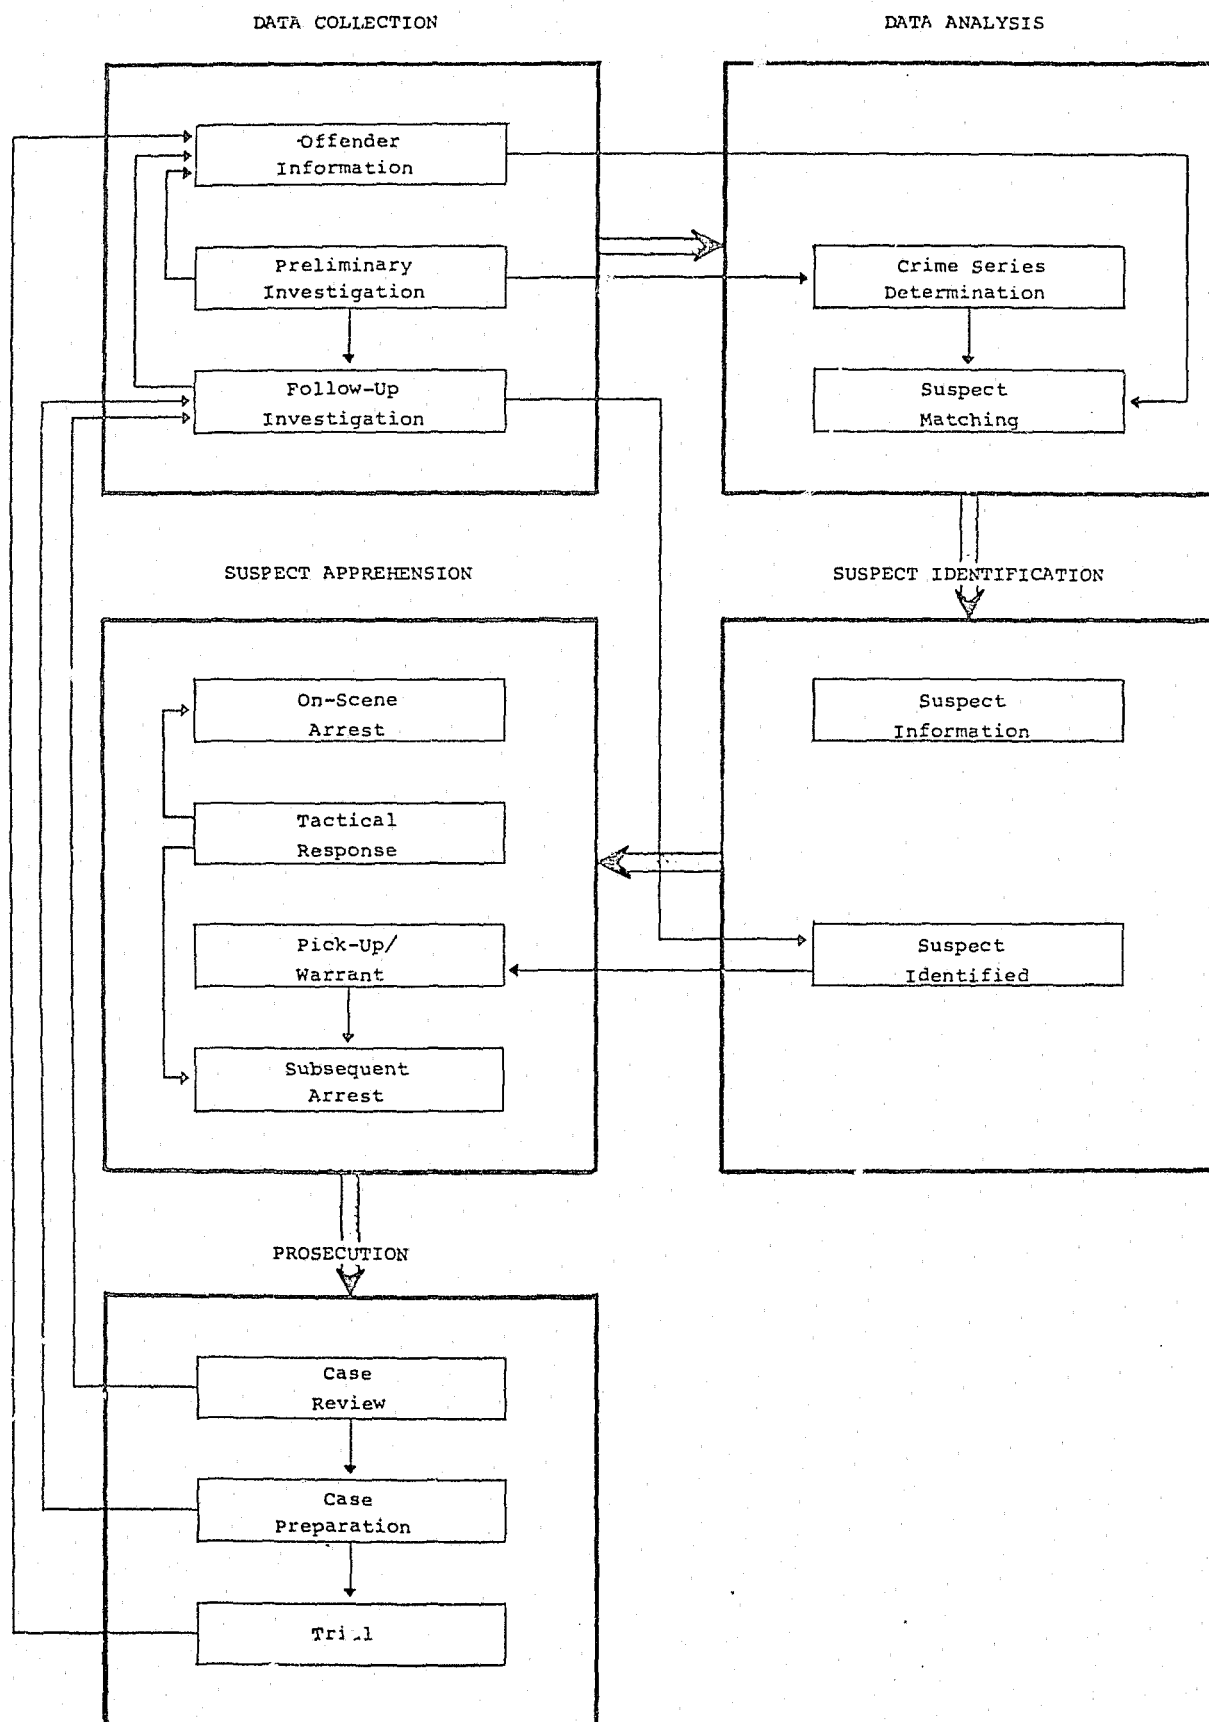 DATA COLLECTION
DATA ANALYSIS
Offender
Information
Preliminary
Investigation
Crime Series
Determination
Follow-Up
Investigation
Suspect
Matching
SUSPECT APPREHENSION
SUSPECT IDENTIFICATION
On-Scene
Arrest
Suspect
Information
Tactical
Response
Pick-Up/
Warrant
Suspect
Identified
Subsequent
Arrest
PROSECUTION
Case
Review
Case
Preparation
Trial